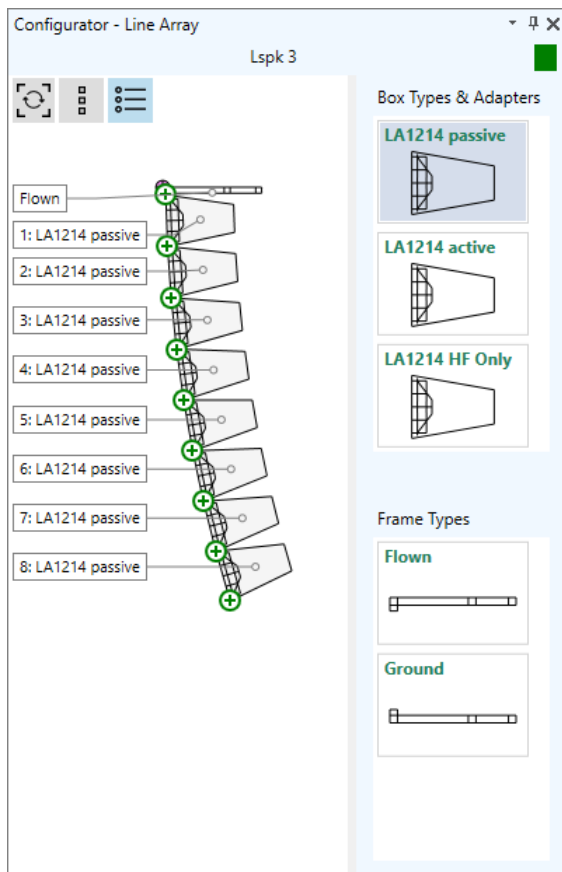 Configurator - Line Array
Lspk 3
Box Types & Adapters
LA1214 passive
LA1214 active
LA1214 HF Only
Flown
1: LA1214 passive
2: LA1214 passive
3: LA1214 passive
4: LA1214 passive
5: LA1214 passive
6: LA1214 passive
7: LA1214 passive
8: LA1214 passive
Frame Types
Flown
Ground